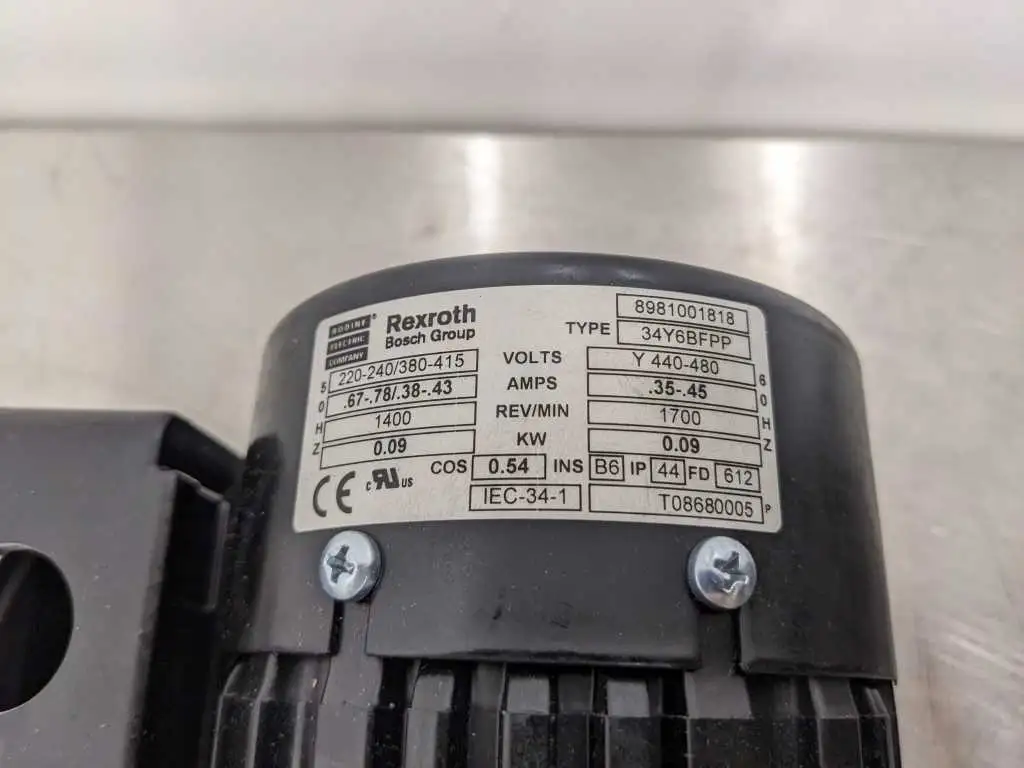 BODINE® Rexroth 8981001818
ELECTRIC Bosch Group TYPE 34Y6BFPP
COMPANY
50HZ 220-240/380-415 VOLTS Y 440-480 60HZ
.67-.78/.38-.43 AMPS .35-.45
1400 REV/MIN 1700
0.09 KW 0.09
CE c RU US COS 0.54 INS B6 IP 44 FD 612
IEC-34-1 T08680005 P